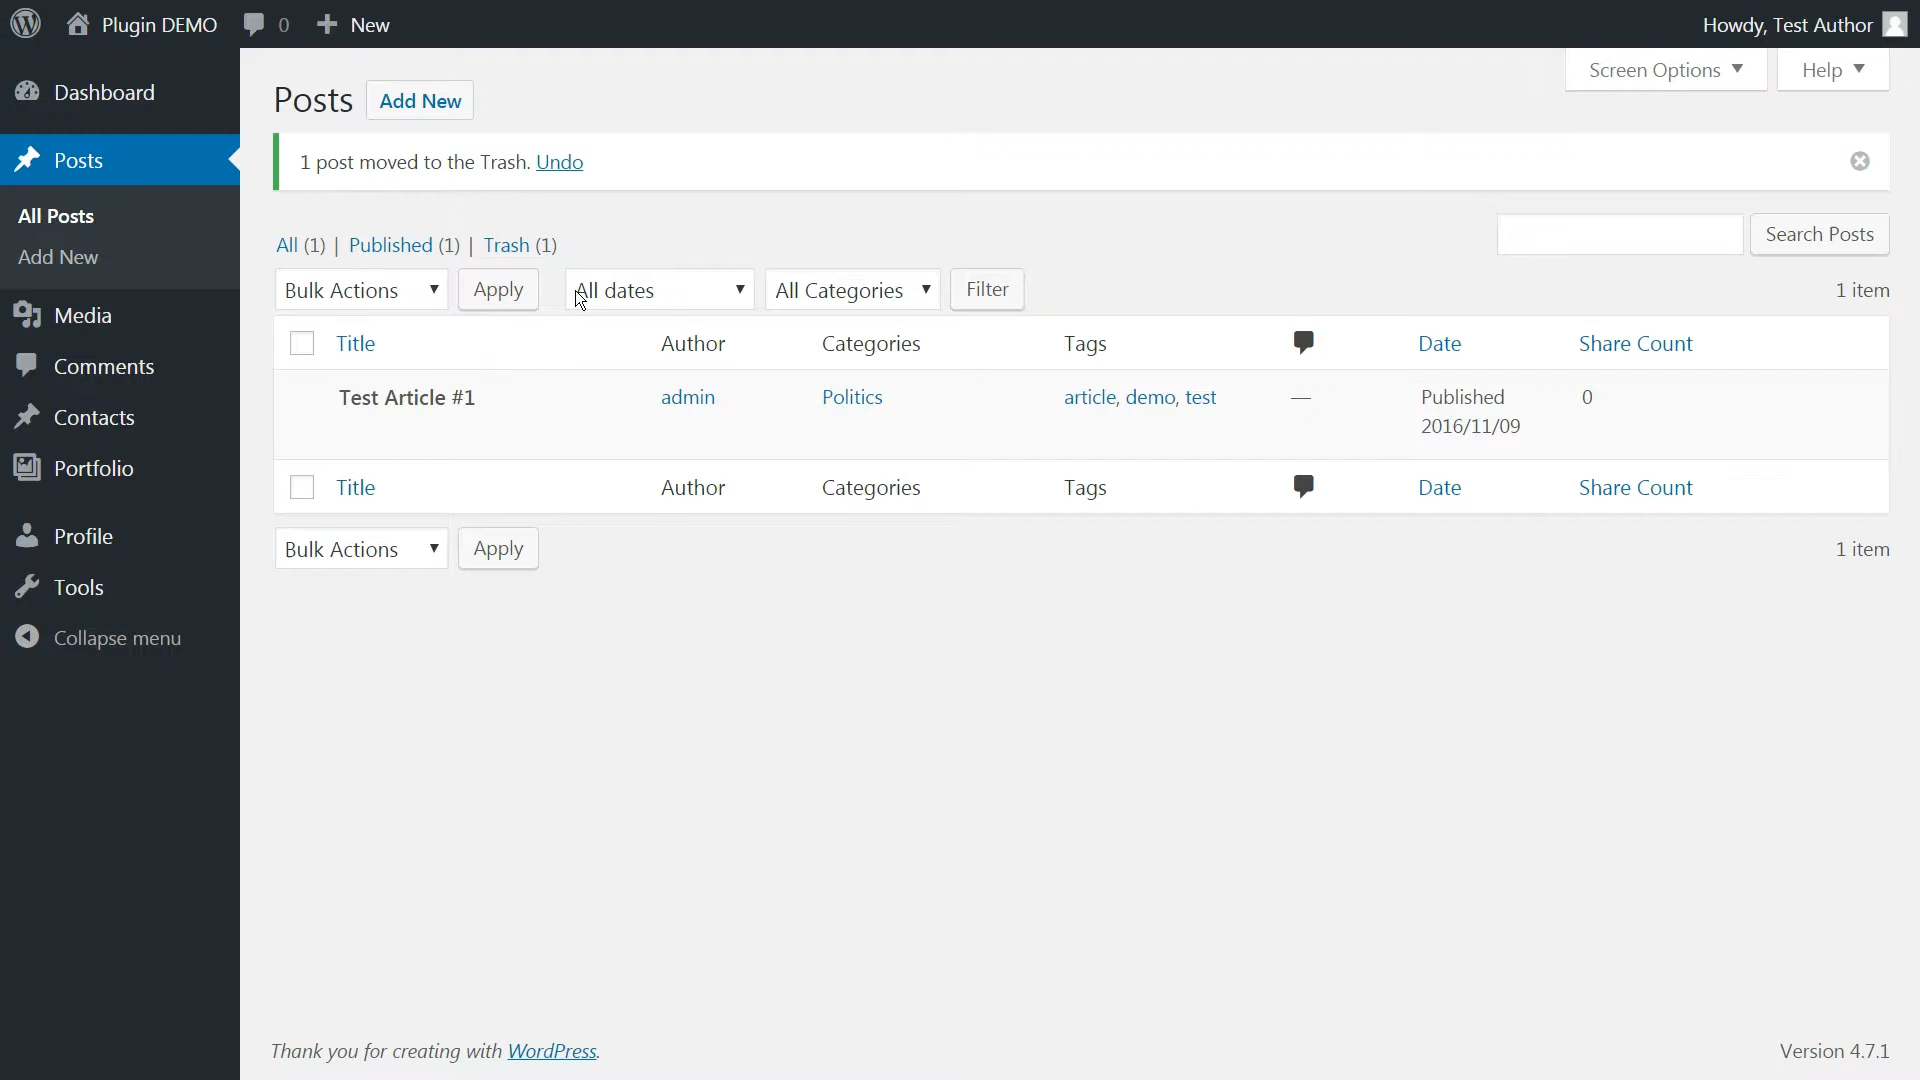 Plugin DEMO 0 New Howdy, Test Author
Dashboard
Posts
All Posts
Add New
Media
Comments
Contacts
Portfolio
Profile
Tools
Collapse menu
Screen Options ▼ Help ▼
Posts Add New
1 post moved to the Trash. Undo
Search Posts
All (1) | Published (1) | Trash (1)
Bulk Actions ▼ Apply All dates ▼ All Categories ▼ Filter 1 item
Title Author Categories Tags Date Share Count
Test Article #1 admin Politics article, demo, test — Published 0
2016/11/09
Title Author Categories Tags Date Share Count
Bulk Actions ▼ Apply 1 item
Thank you for creating with WordPress. Version 4.7.1